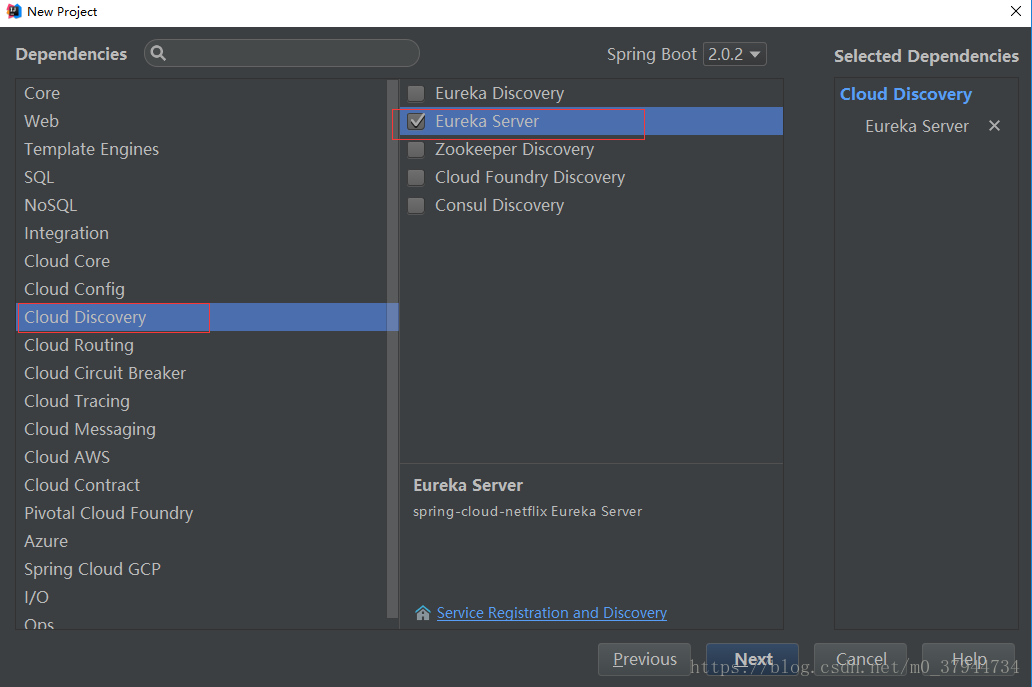 New Project
Dependencies
Spring Boot 2.0.2
Selected Dependencies
Core
Web
Template Engines
SQL
NoSQL
Integration
Cloud Core
Cloud Config
Cloud Discovery
Cloud Routing
Cloud Circuit Breaker
Cloud Tracing
Cloud Messaging
Cloud AWS
Cloud Contract
Pivotal Cloud Foundry
Azure
Spring Cloud GCP
I/O
Ops
Eureka Discovery
Eureka Server
Zookeeper Discovery
Cloud Foundry Discovery
Consul Discovery
Eureka Server
spring-cloud-netflix Eureka Server
Service Registration and Discovery
Cloud Discovery
Eureka Server
Previous
Next
Cancel
Help
https://blog.csdn.net/m0_37944734